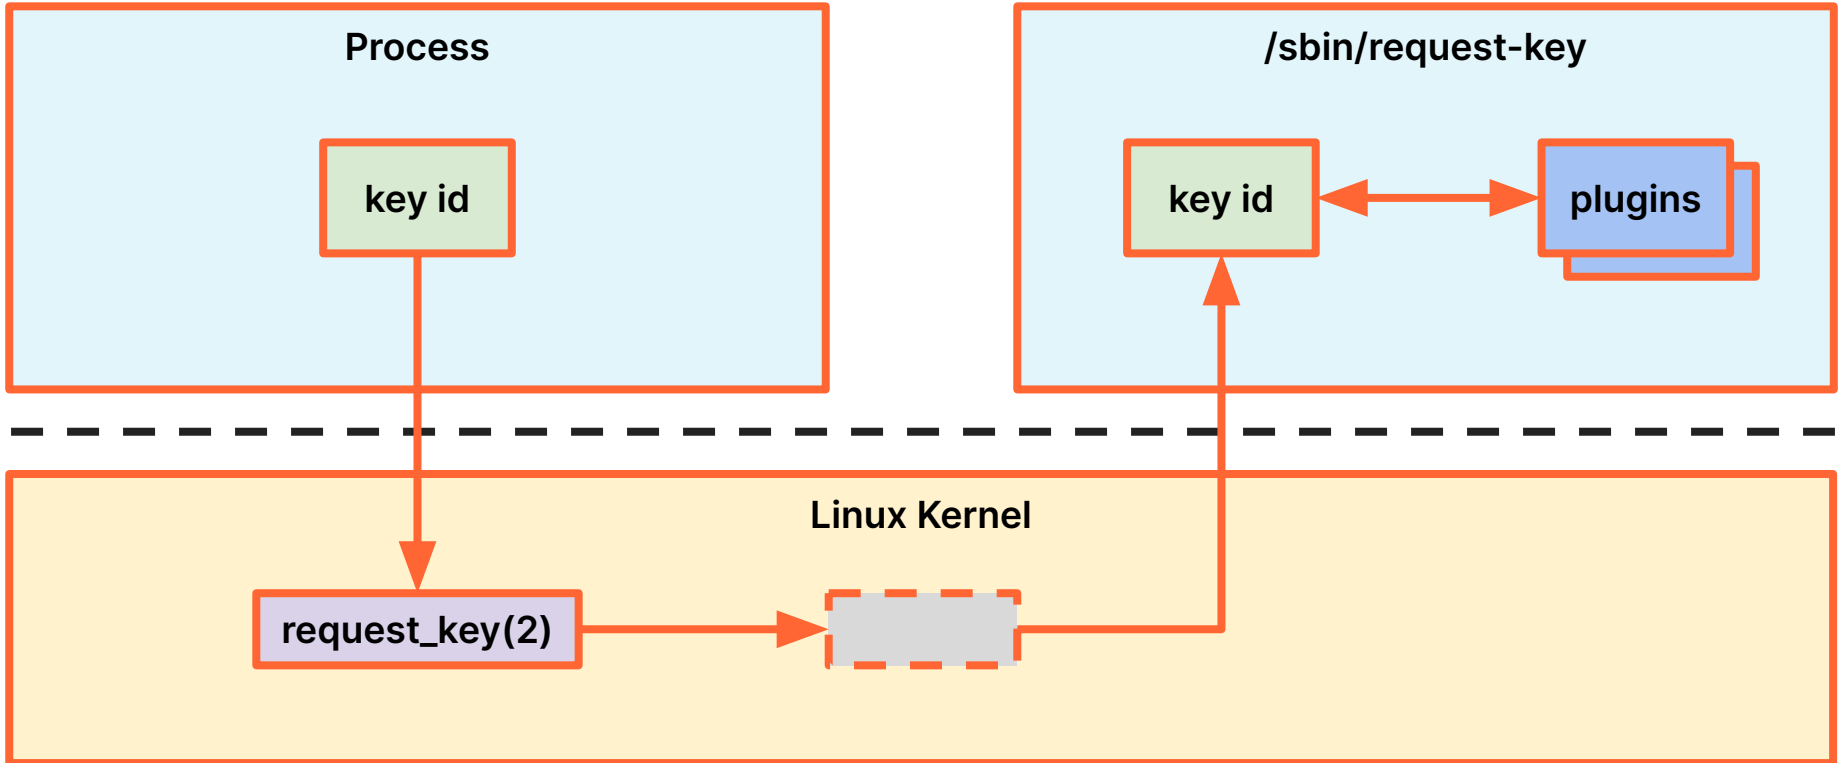 Process
/sbin/request-key
key id
key id
plugins
Linux Kernel
request_key(2)